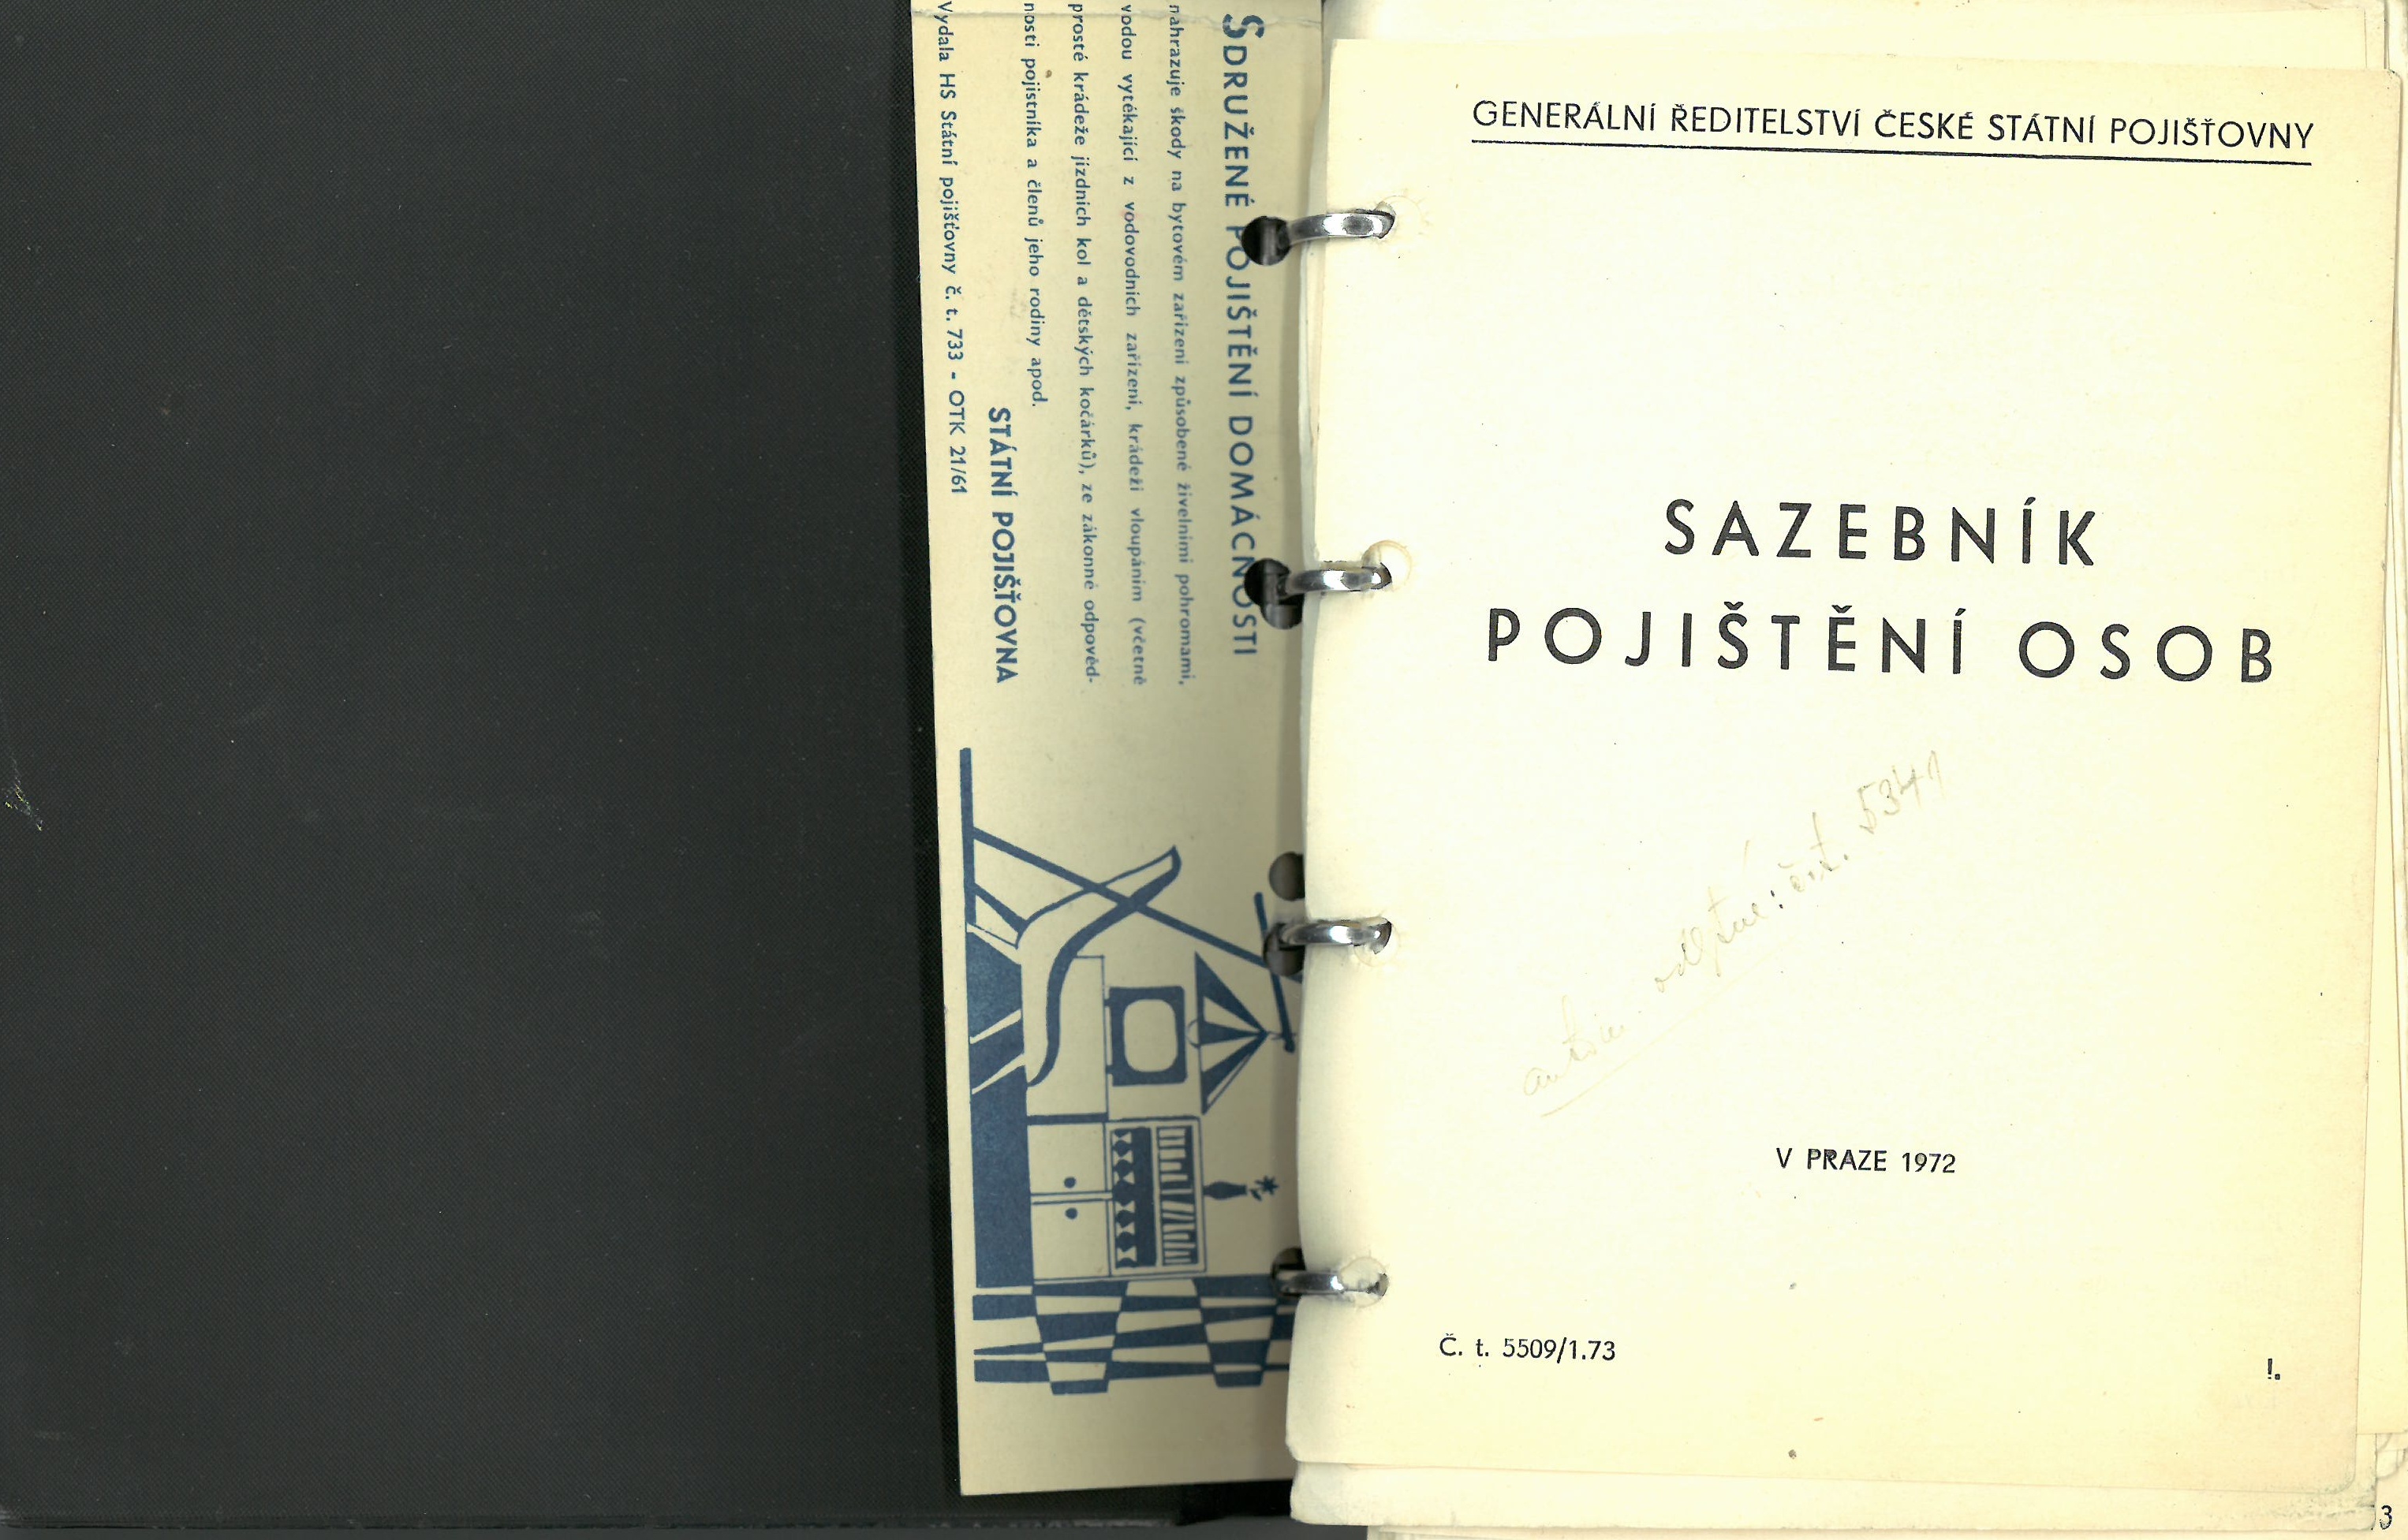 SDRUŽENÉ POJIŠTĚNÍ DOMÁCNOSTI
nahrazuje škody na bytovém zařízení způsobené živelními pohromami,
vodou vytékající z vodovodních zařízení, krádeží vloupáním (včetně
prosté krádeže jízdních kol a dětských kočárků), ze zákonné odpověd-
nosti pojistníka a členů jeho rodiny apod.
STÁTNÍ POJIŠŤOVNA
Vydala HS Státní pojišťovny č. t. 733 - OTK 21/61
GENERÁLNÍ ŘEDITELSTVÍ ČESKÉ STÁTNÍ POJIŠŤOVNY
SAZEBNÍK
POJIŠTĚNÍ OSOB
č.t. 5341
V PRAZE 1972
Č. t. 5509/1.73
!.
3